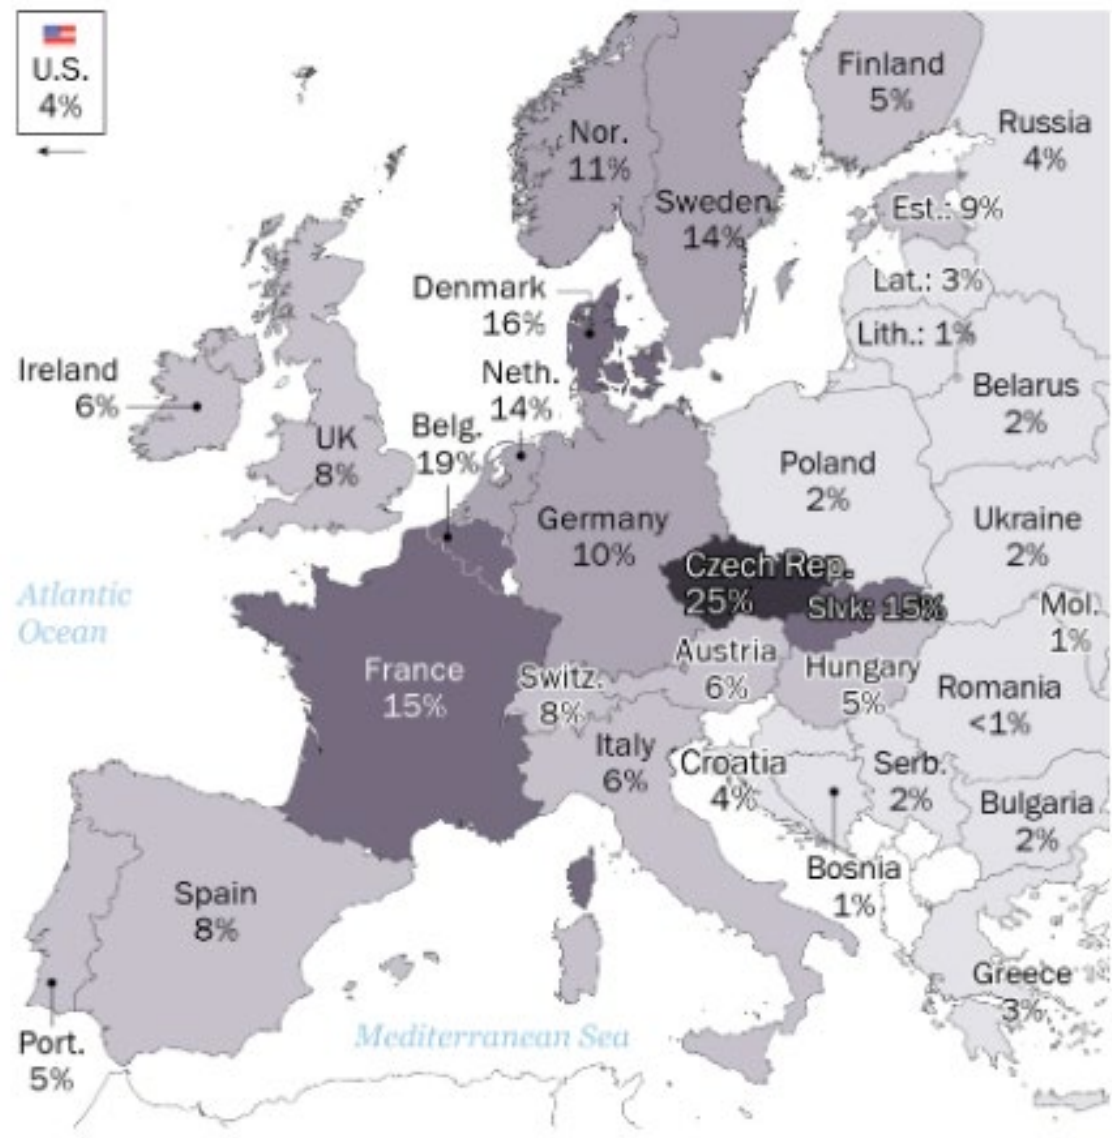 U.S.
4%
Finland
5%
Russia
4%
Nor.
11%
Sweden
14%
Est.: 9%
Lat.: 3%
Lith.: 1%
Denmark
16%
Ireland
6%
Neth.
14%
Belg.
19%
UK
8%
Belarus
2%
Poland
2%
Germany
10%
Ukraine
2%
Czech Rep.
25%
Slvk: 15%
Mol.
1%
Atlantic
Ocean
France
15%
Switz.
8%
Austria
6%
Hungary
5%
Romania
<1%
Italy
6%
Croatia
4%
Serb.
2%
Bulgaria
2%
Bosnia
1%
Spain
8%
Greece
3%
Port.
5%
Mediterranean Sea